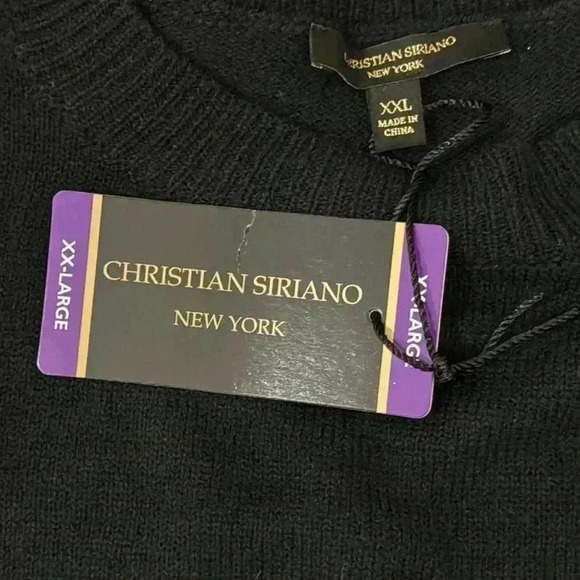 CHRISTIAN SIRIANO
NEW YORK
XXL
MADE IN
CHINA
XX-LARGE
CHRISTIAN SIRIANO
NEW YORK
XX-LARGE